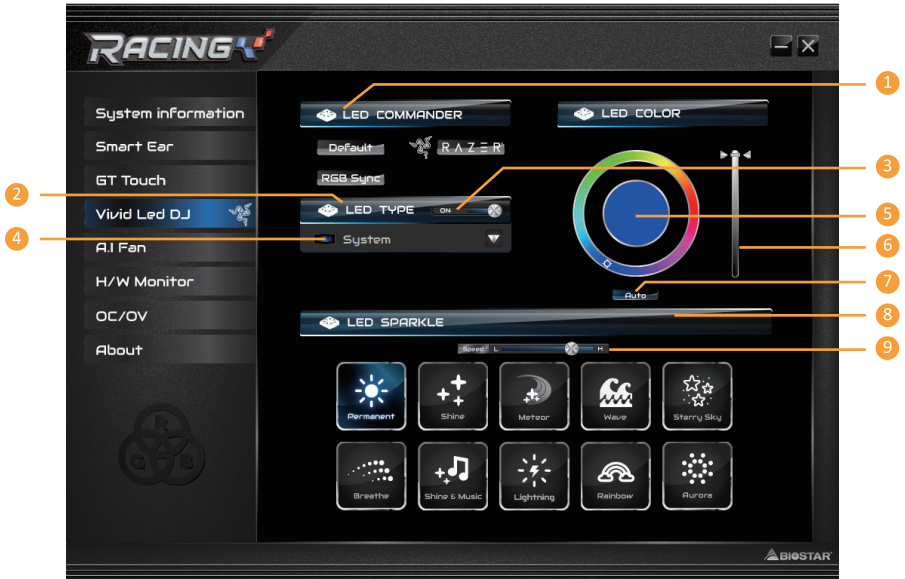 RACING
System information
Smart Ear
GT Touch
Vivid Led DJ
A.I Fan
H/W Monitor
OC/OV
About
R
G
B
LED COMMANDER
Default
RAZER
RGB Sync
LED TYPE
ON
System
LED COLOR
Auto
LED SPARKLE
Speed
L
H
Permanent
Shine
Meteor
Wave
Starry Sky
Breathe
Shine & Music
Lightning
Rainbow
Aurora
BIOSTAR
1
2
3
4
5
6
7
8
9